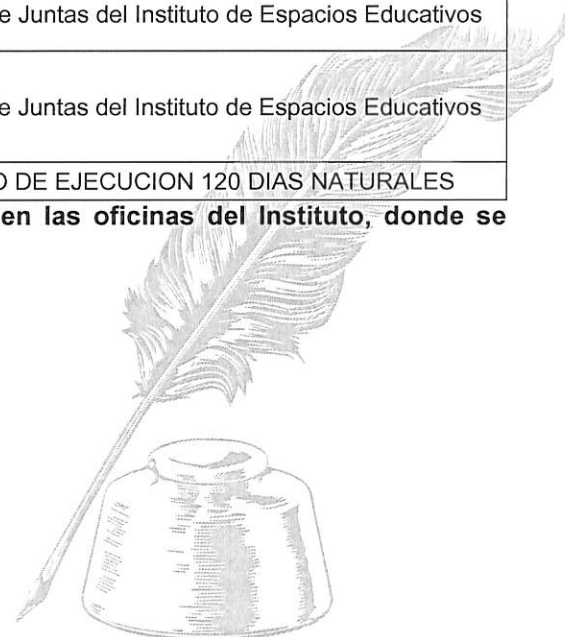 e Juntas del Instituto de Espacios Educativos
e Juntas del Instituto de Espacios Educativos
O DE EJECUCION 120 DIAS NATURALES
en las oficinas del Instituto, donde se